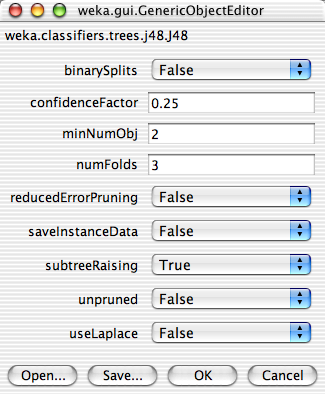 weka.gui.GenericObjectEditor
weka.classifiers.trees.j48.J48
binarySplits False
confidenceFactor 0.25
minNumObj 2
numFolds 3
reducedErrorPruning False
saveInstanceData False
subtreeRaising True
unpruned False
useLaplace False
Open... Save... OK Cancel